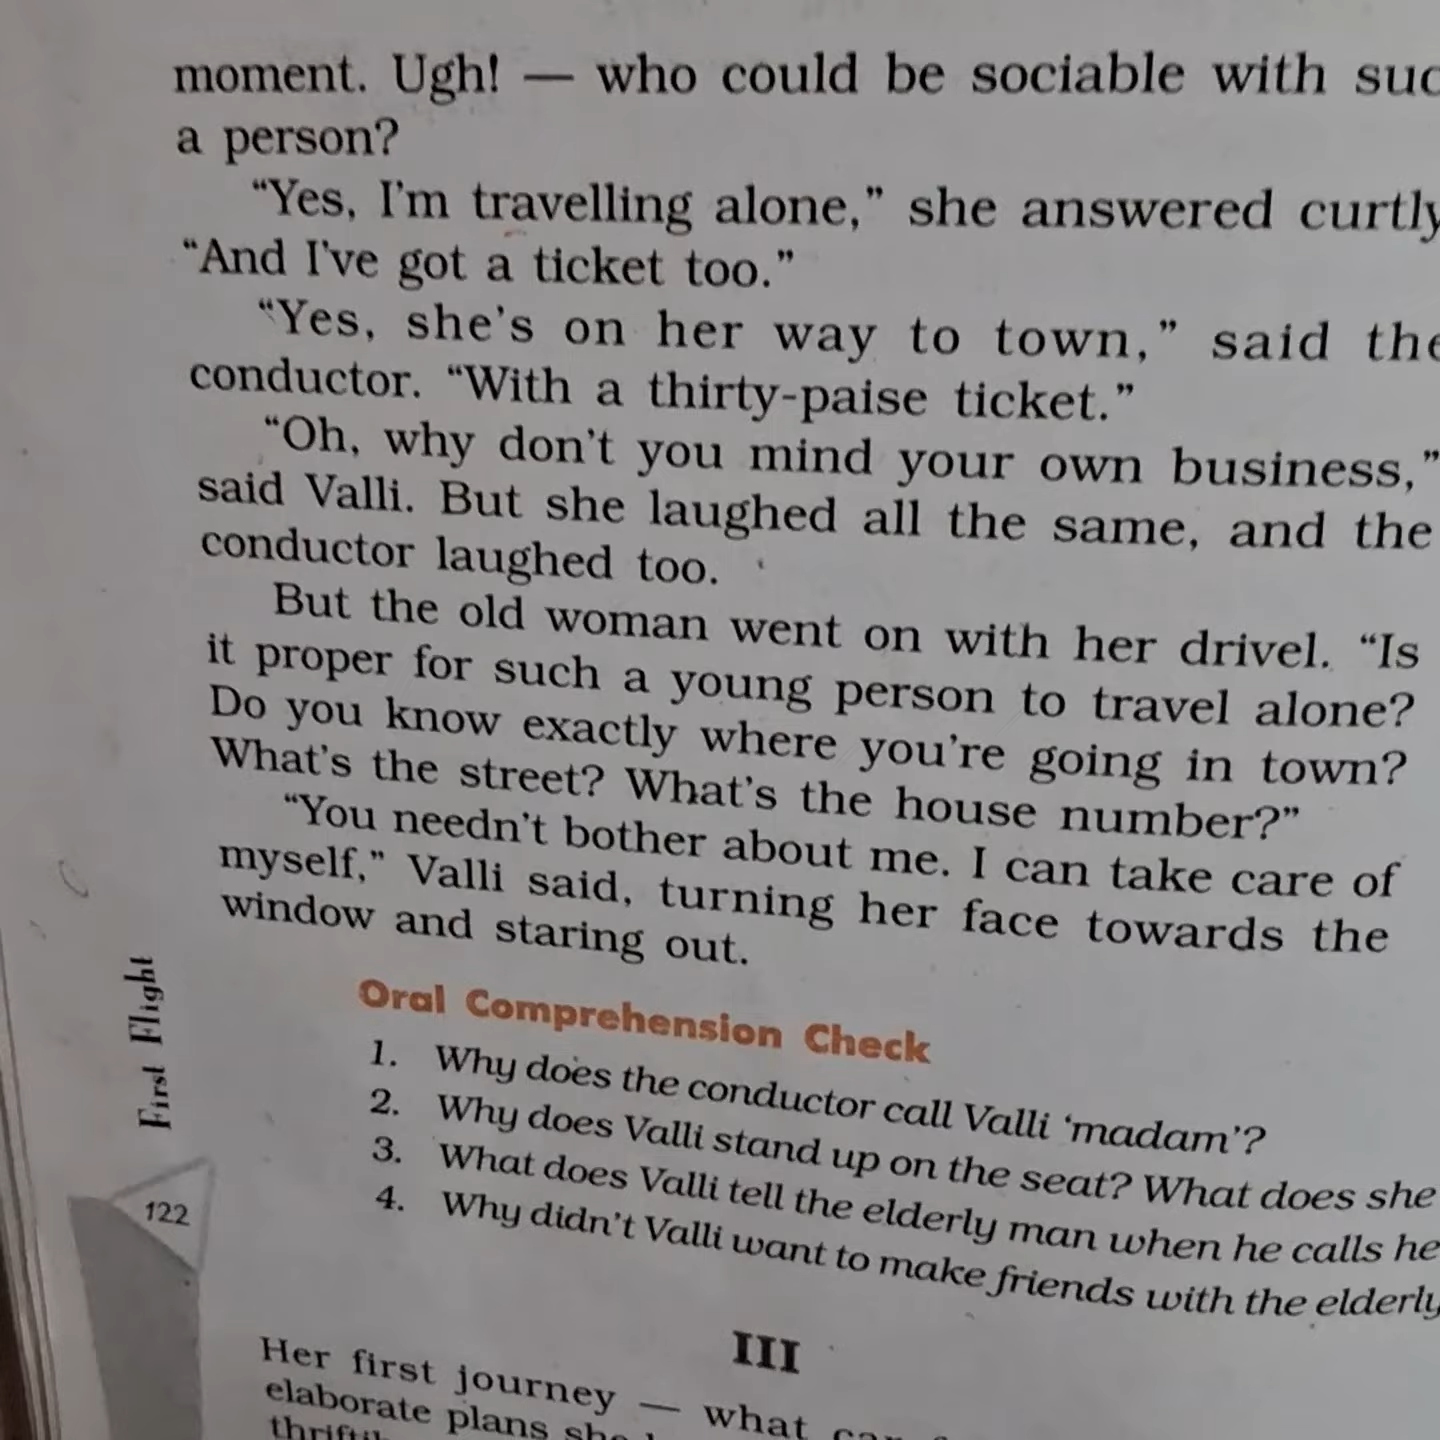 moment. Ugh! — who could be sociable with
a person?
“Yes, I'm travelling alone,” she answered curtly
“And I've got a ticket too.”
“Yes, she's on her way to town,” said the
conductor. “With a thirty-paise ticket.”
“Oh, why don't you mind your own business,”
said Valli. But she laughed all the same, and the
conductor laughed too.
But the old woman went on with her drivel. “Is
it proper for such a young person to travel alone?
Do you know exactly where you're going in town?
What's the street? What's the house number?”
“You needn't bother about me. I can take care of
myself,” Valli said, turning her face towards the
window and staring out.
Oral Comprehension Check
1. Why does the conductor call Valli ‘madam’?
2. Why does Valli stand up on the seat? What does she
3. What does Valli tell the elderly man when he calls
4. Why didn't Valli want to make friends with the elderly
First Flight
122
III
Her first journey — what
elaborate plans she